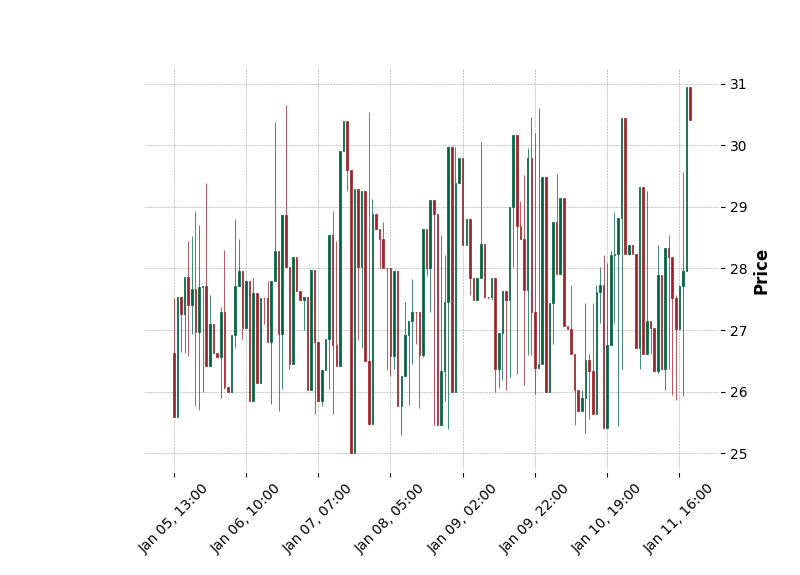 31
30
29
28
27
26
25
Price
Jan 05, 13:00
Jan 06, 10:00
Jan 07, 07:00
Jan 08, 05:00
Jan 09, 02:00
Jan 09, 22:00
Jan 10, 19:00
Jan 11, 16:00